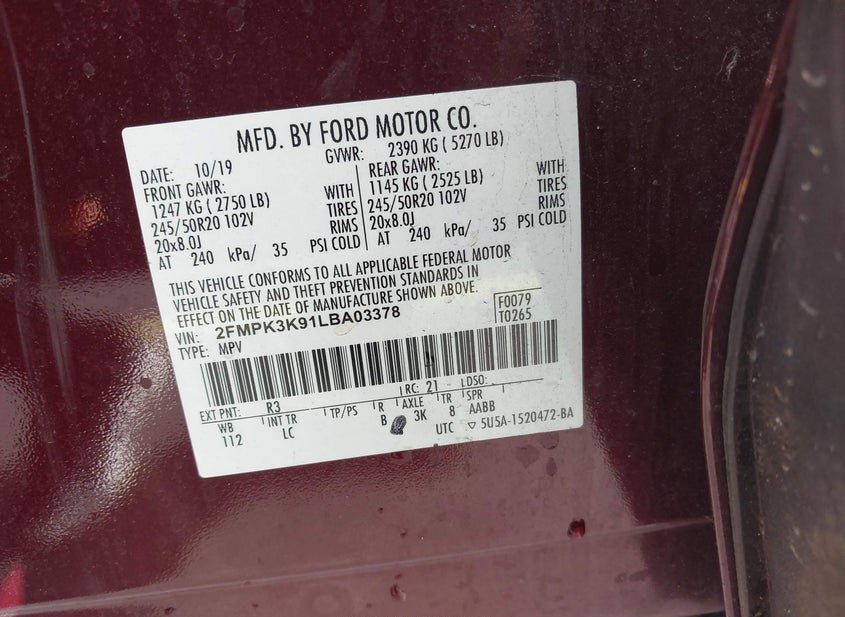 MFD. BY FORD MOTOR CO.
DATE: 10/19
GVWR: 2390 KG ( 5270 LB)
FRONT GAWR:
1247 KG ( 2750 LB) WITH
245/50R20 102V TIRES
20x8.0J RIMS
AT 240 kPa/ 35 PSI COLD
REAR GAWR:
1145 KG ( 2525 LB) WITH
245/50R20 102V TIRES
20x8.0J RIMS
AT 240 kPa/ 35 PSI COLD
THIS VEHICLE CONFORMS TO ALL APPLICABLE FEDERAL MOTOR
VEHICLE SAFETY AND THEFT PREVENTION STANDARDS IN
EFFECT ON THE DATE OF MANUFACTURE SHOWN ABOVE.
VIN: 2FMPK3K91LBA03378
F0079
T0265
TYPE: MPV
EXT PNT: R3 RC: 21 DSO:
WB INT TR TP/PS R AXLE TR SPR
112 LC B 3K 8 AABB
UTC ▽ 5U5A-1520472-BA